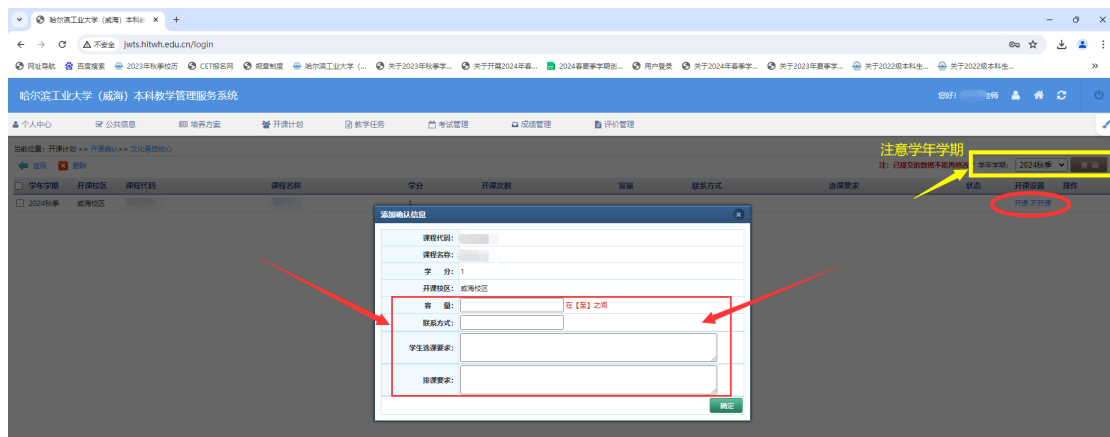 哈尔滨工业大学 (威海) 本科
不安全 jwts.hitwh.edu.cn/login
网址导航 百度搜索 2023年秋季校历 CET报名网 规章制度 哈尔滨工业大学 (... 关于2023年秋季学... 关于开展2024年春... 2024春夏季学期创... 用户登录 关于2024年春季学... 关于2023年夏季学... 关于2022级本科生... 关于2022级本科生... »
哈尔滨工业大学 (威海) 本科教学管理服务系统 您好! 老师
个人中心 公共信息 培养方案 开课计划 教学任务 考试管理 成绩管理 评价管理
当前位置: 开课计划 >> 开课确认>> 文化素质核心
注意学年学期
返回 删除 注: 已提交的数据不能再修改! 学年学期: 2024秋季 查询
学年学期 开课校区 课程代码 课程名称 学分 开课次数 容量 联系方式 选课要求 状态 开课设置 操作
2024秋季 威海校区 1 开课 不开课
添加确认信息
课程代码:
课程名称:
学 分: 1
开课校区: 威海校区
容 量: 在【至】之间
联系方式:
学生选课要求:
排课要求:
确定